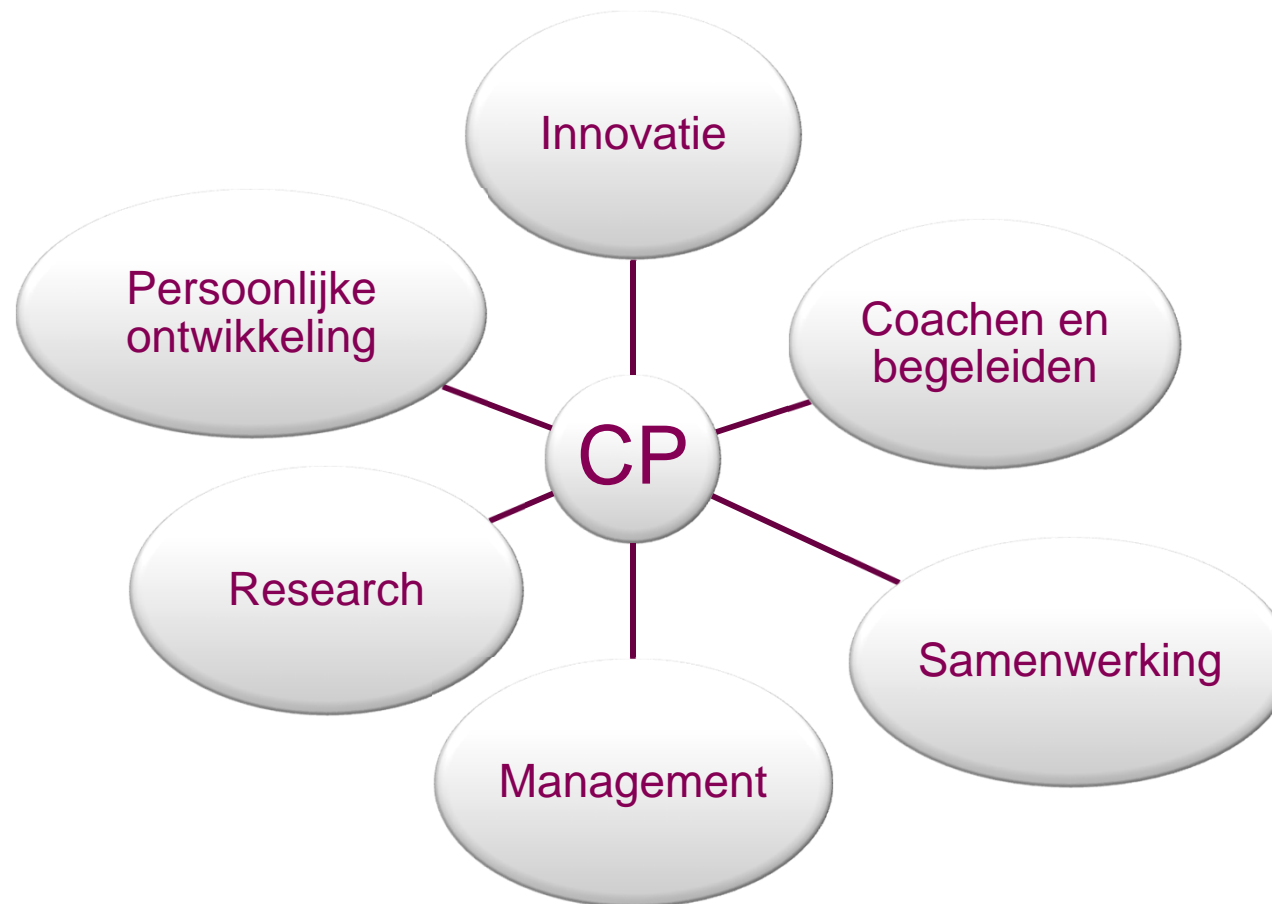 Innovatie
Persoonlijke
ontwikkeling
Coachen en
begeleiden
CP
Research
Samenwerking
Management